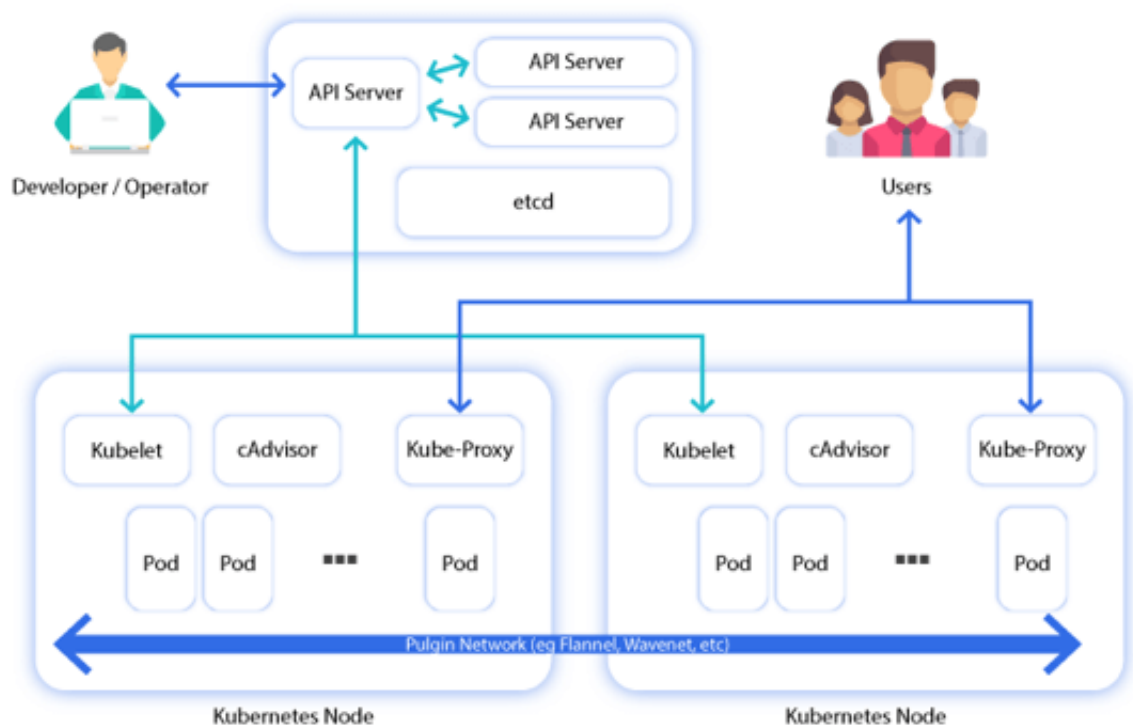 API Server
API Server
API Server
etcd
Developer / Operator
Users
Kubelet
cAdvisor
Kube-Proxy
Pod
Pod
Pod
Kubelet
cAdvisor
Kube-Proxy
Pod
Pod
Pod
Pulgin Network (eg Flannel, Wavenet, etc)
Kubernetes Node
Kubernetes Node